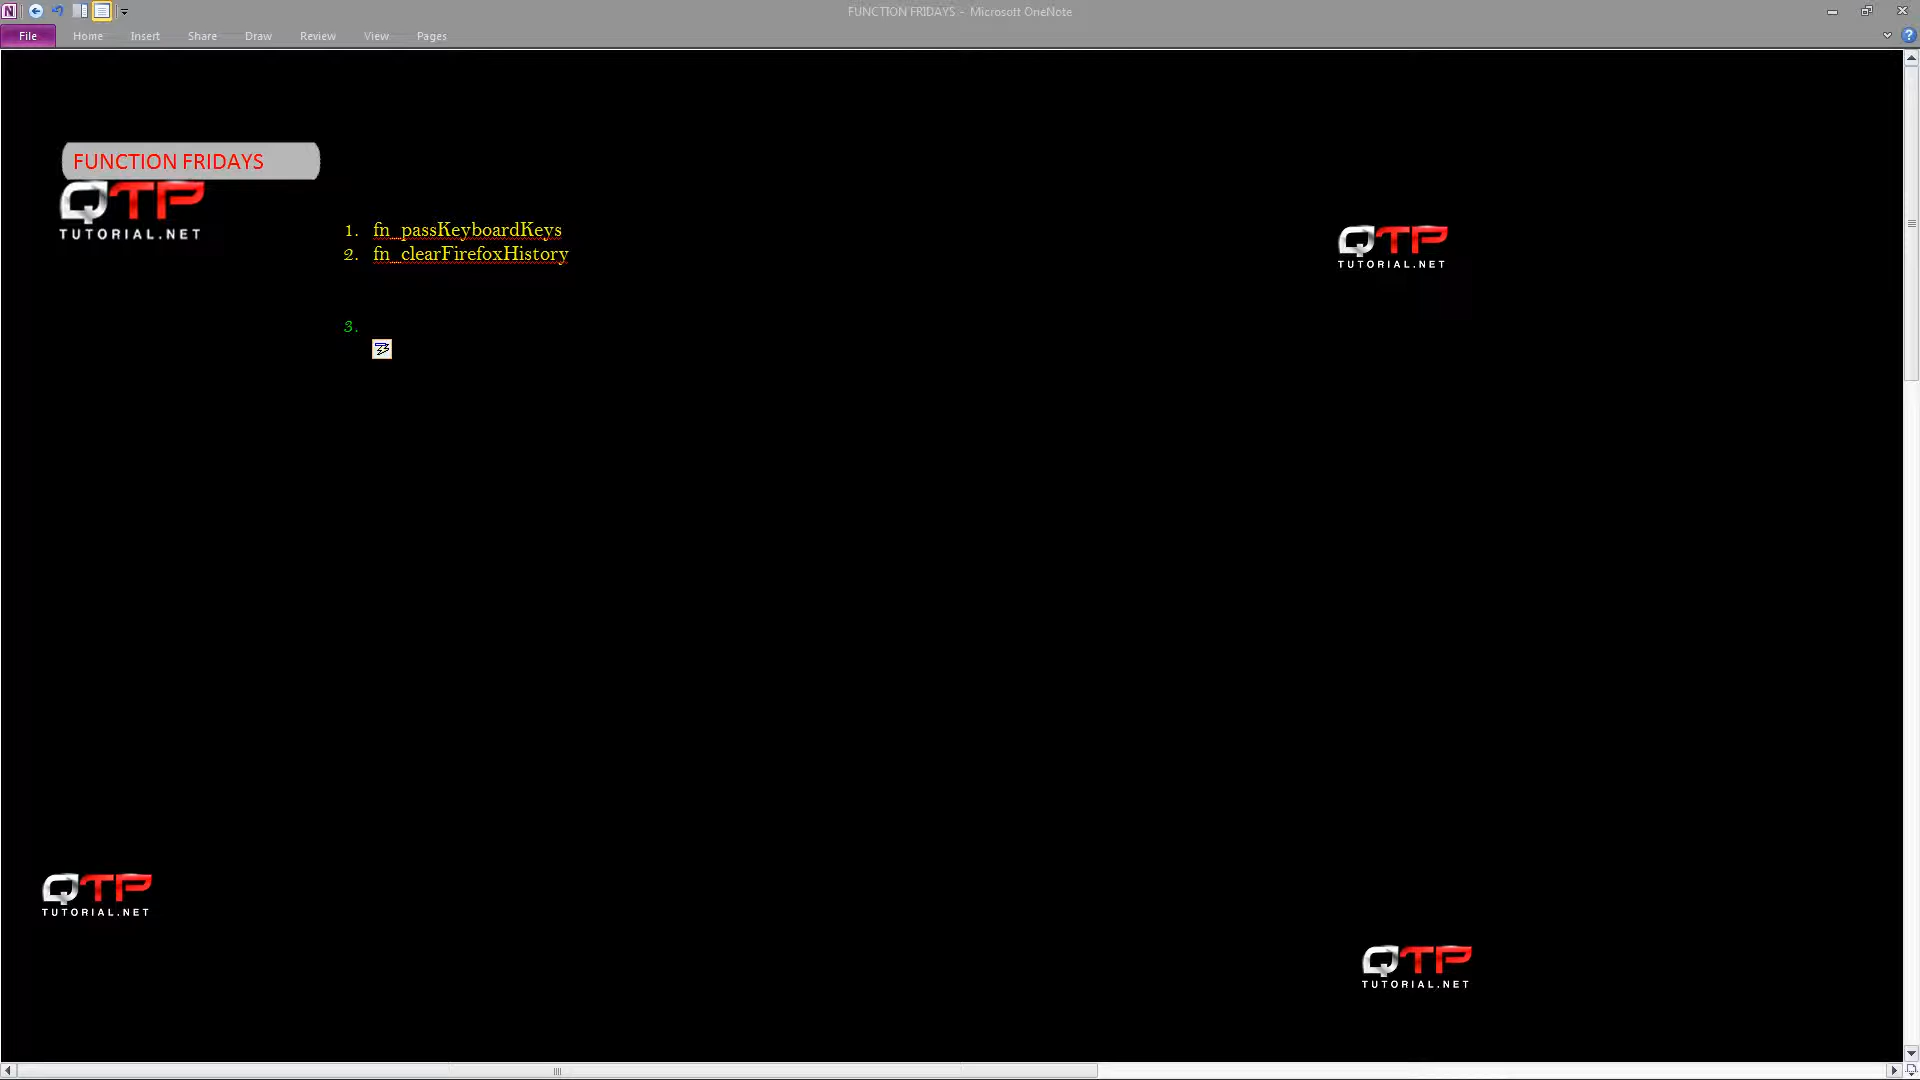 FUNCTION FRIDAYS - Microsoft OneNote
File Home Insert Share Draw Review View Pages
FUNCTION FRIDAYS
QTP
TUTORIAL.NET
1. fn_passKeyboardKeys
2. fn_clearFirefoxHistory
QTP
TUTORIAL.NET
3.
QTP
TUTORIAL.NET
QTP
TUTORIAL.NET